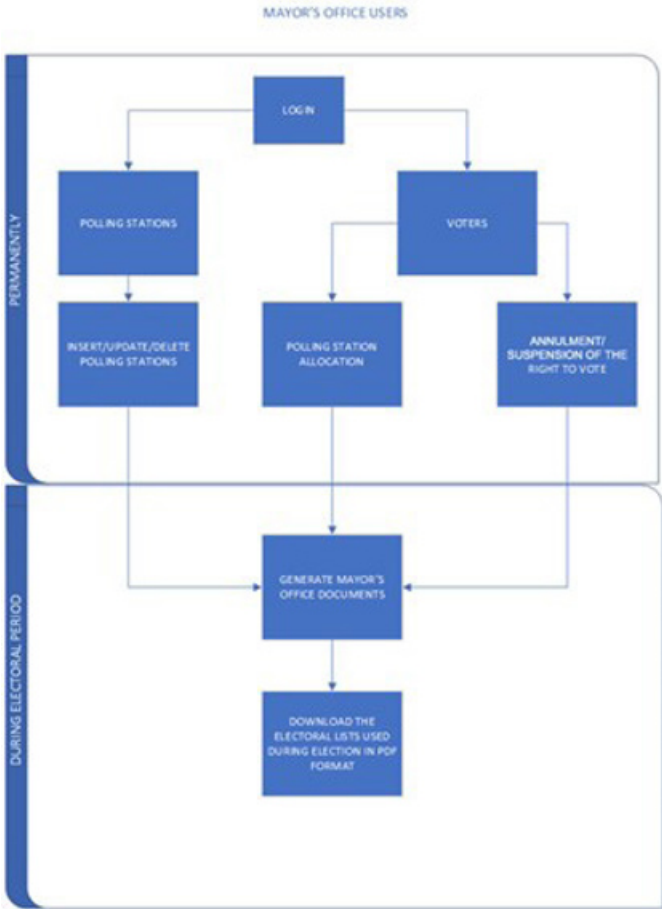 MAYOR'S OFFICE USERS
PERMANENTLY
LOGIN
POLLING STATIONS
VOTERS
INSERT/UPDATE/DELETE
POLLING STATIONS
POLLING STATION
ALLOCATION
ANNULMENT/
SUSPENSION OF THE
RIGHT TO VOTE
DURING ELECTORAL PERIOD
GENERATE MAYOR'S
OFFICE DOCUMENTS
DOWNLOAD THE
ELECTORAL LISTS USED
DURING ELECTION IN PDF
FORMAT